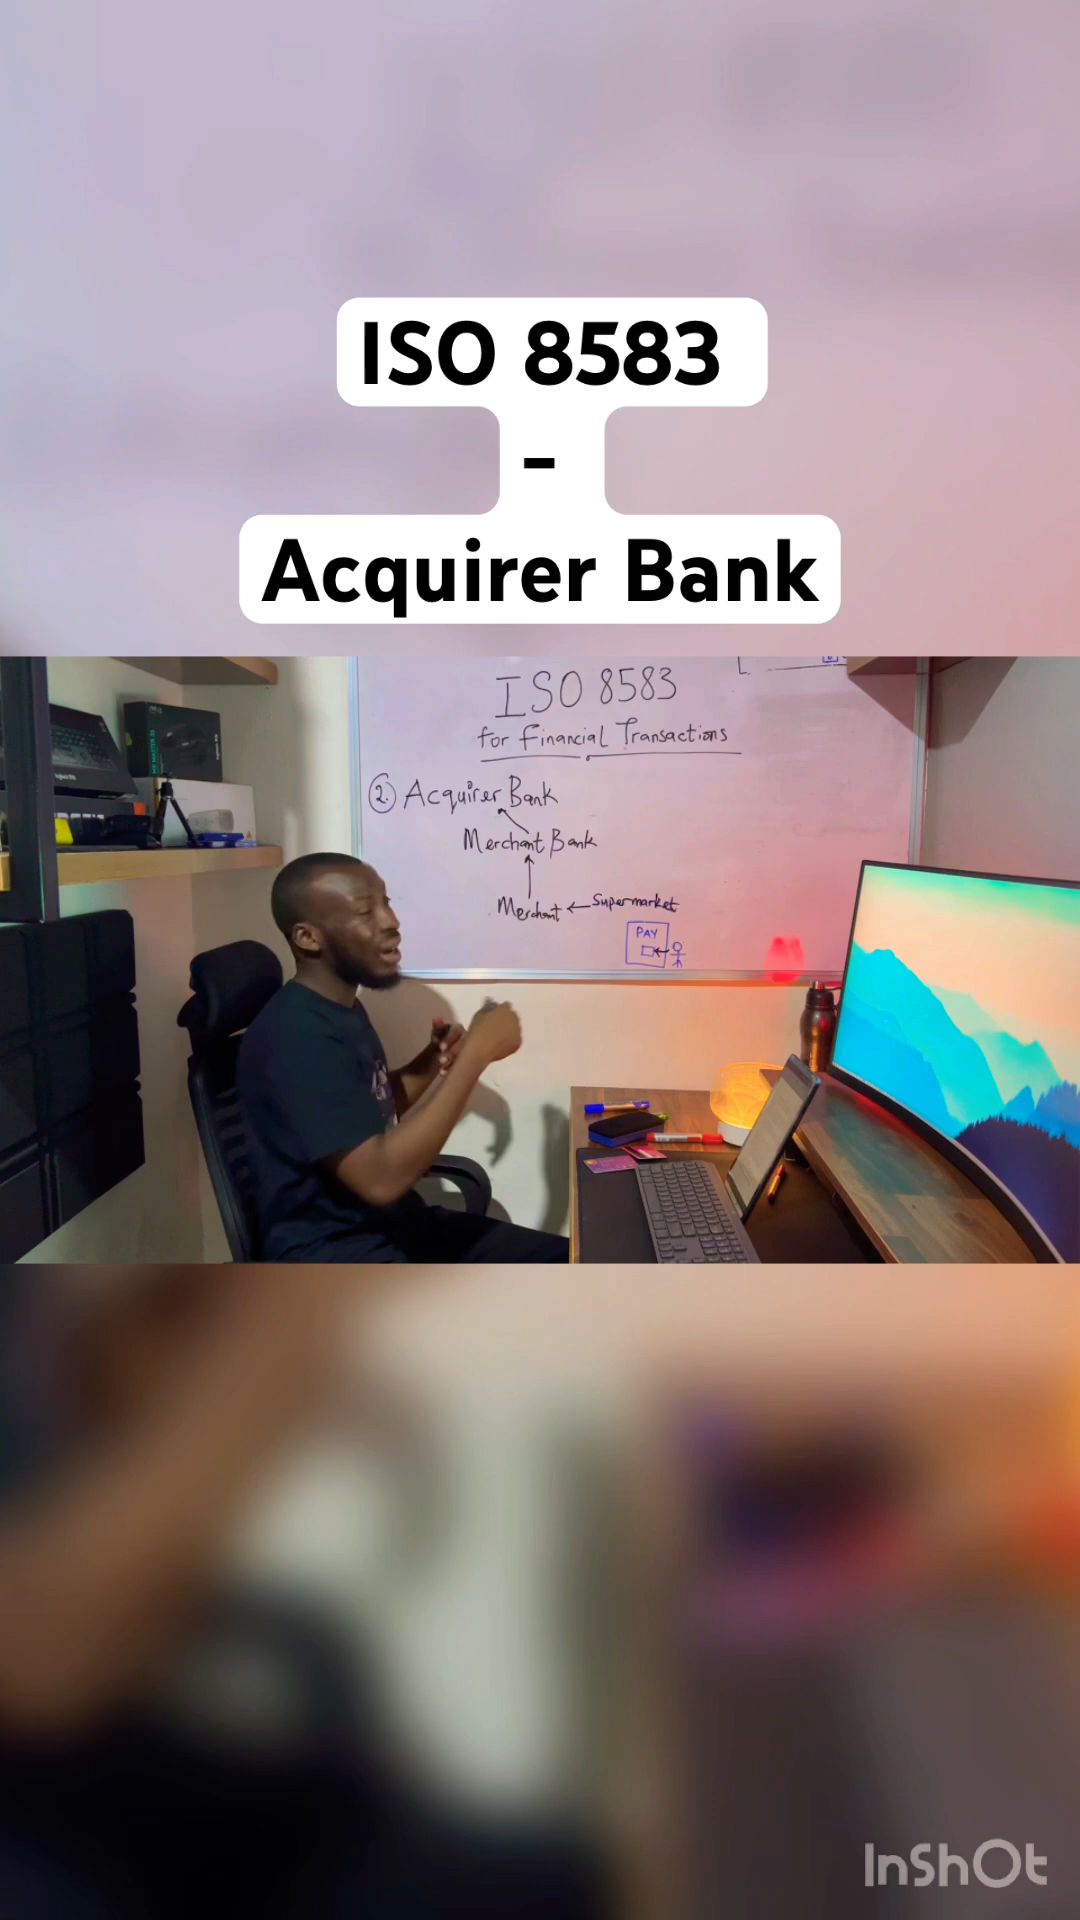 ISO 8583
-
Acquirer Bank
ISO 8583
for Financial Transactions
2. Acquirer Bank
Merchant Bank
Merchant
Supermarket
PAY
InShOt